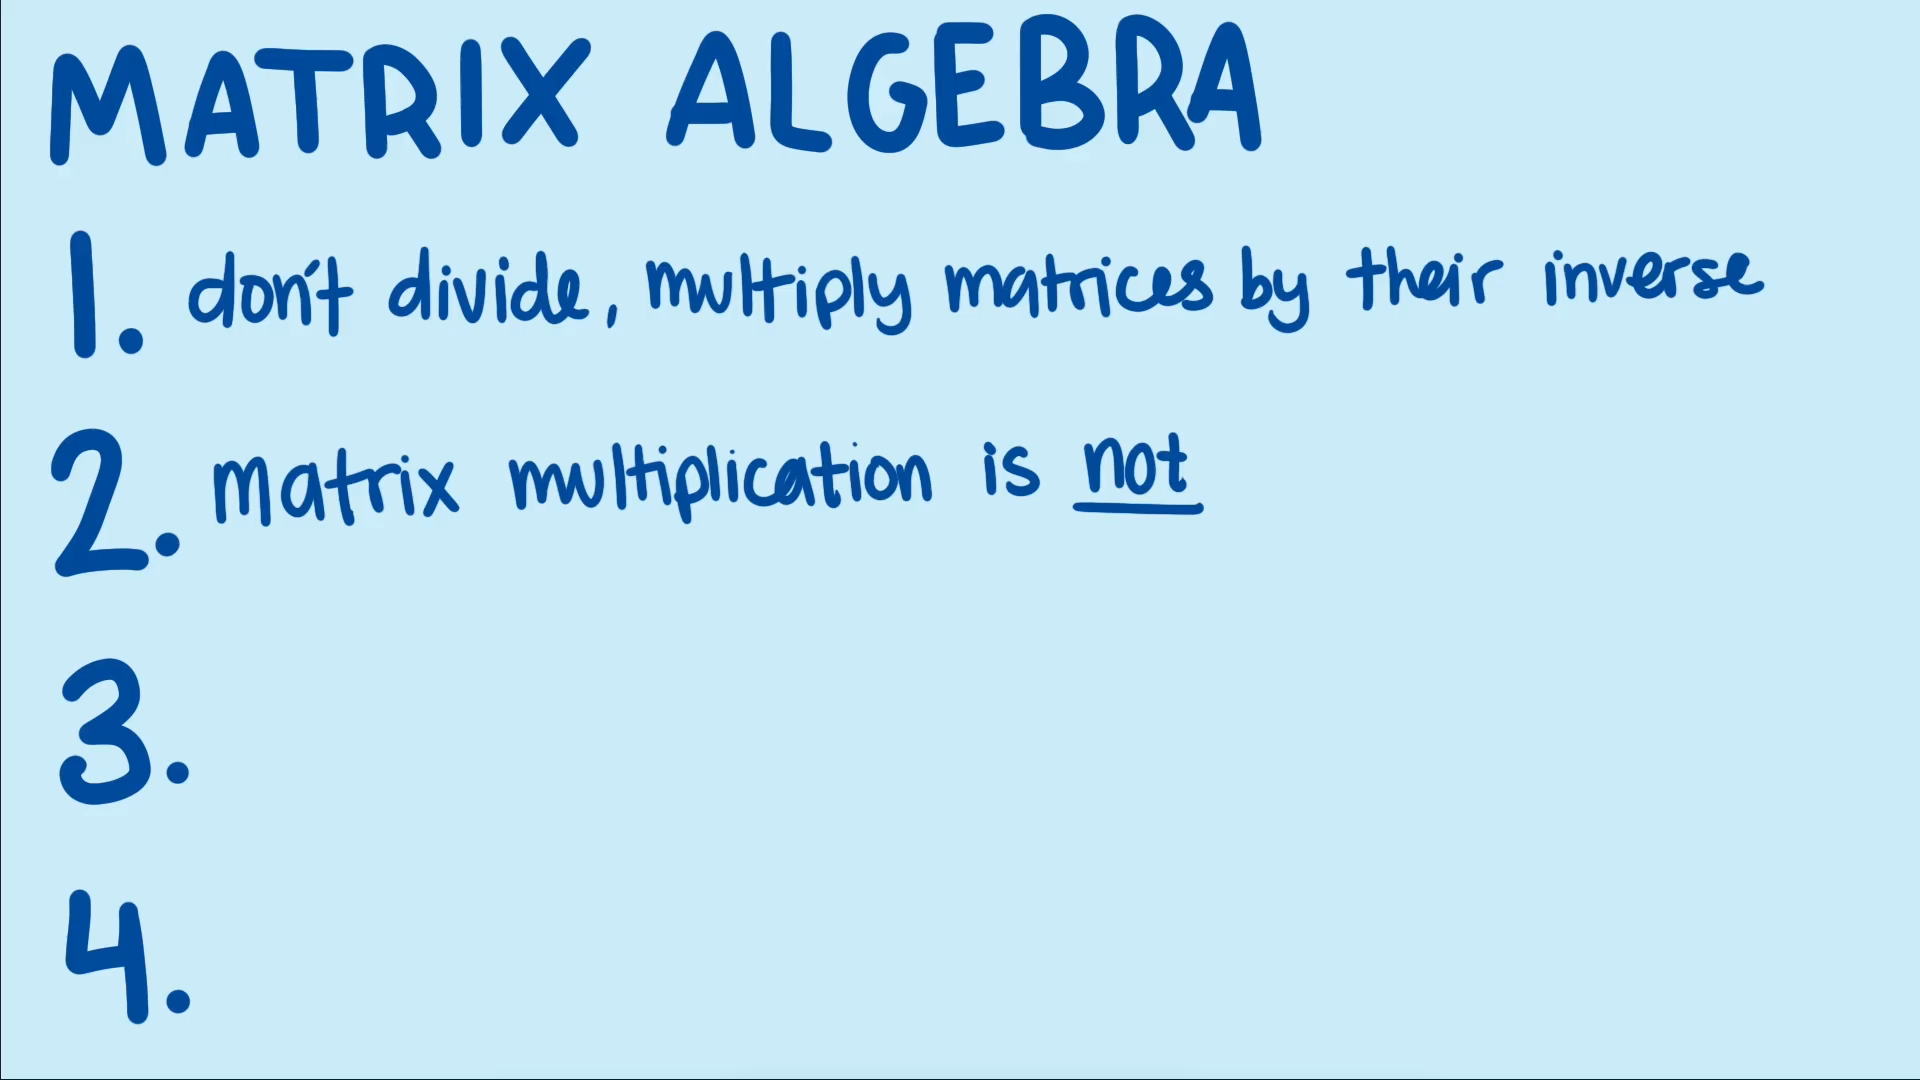 MATRIX ALGEBRA
1. don't divide, multiply matrices by their inverse
2. matrix multiplication is not
3.
4.